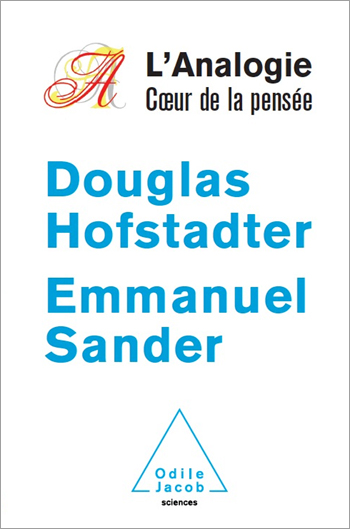 L'Analogie
Cœur de la pensée
Douglas
Hofstadter
Emmanuel
Sander
Odile
Jacob
sciences